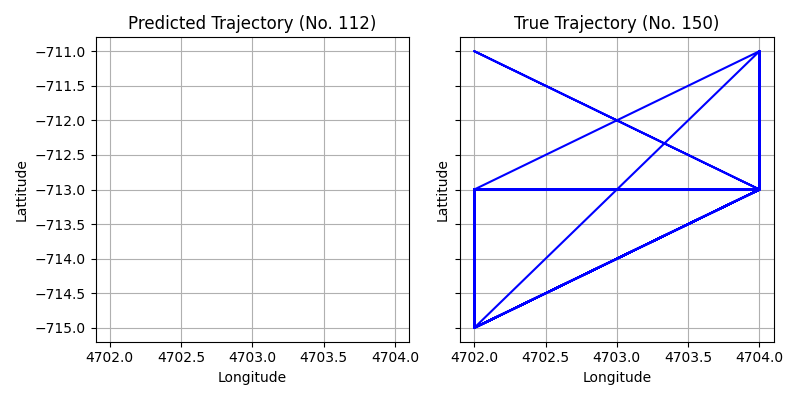 Predicted Trajectory (No. 112)
True Trajectory (No. 150)
−711.0
−711.5
−712.0
−712.5
−713.0
−713.5
−714.0
−714.5
−715.0
Lattitude
Lattitude
4702.0 4702.5 4703.0 4703.5 4704.0
4702.0 4702.5 4703.0 4703.5 4704.0
Longitude
Longitude